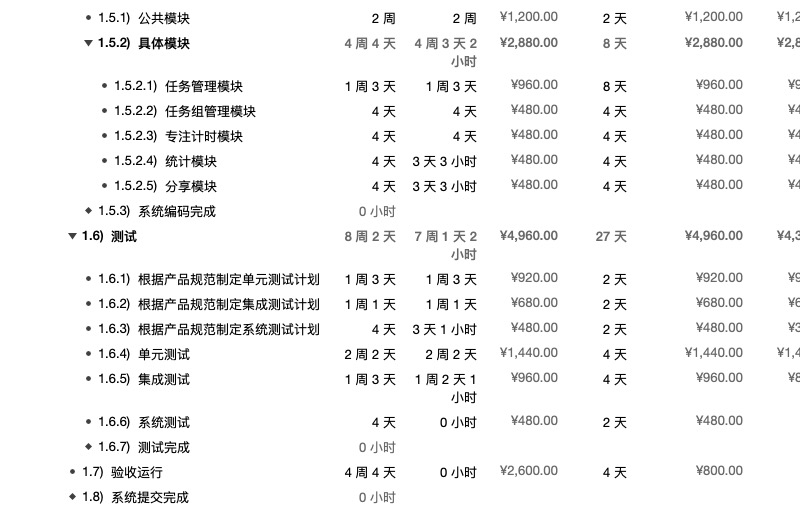 1.5.1) 公共模块 2 周 2 周 ¥1,200.00 2 天 ¥1,200.00 ¥1,2
1.5.2) 具体模块 4 周 4 天 4 周 3 天 2 ¥2,880.00 8 天 ¥2,880.00 ¥2,8
小时
1.5.2.1) 任务管理模块 1 周 3 天 1 周 3 天 ¥960.00 8 天 ¥960.00 ¥9
1.5.2.2) 任务组管理模块 4 天 4 天 ¥480.00 4 天 ¥480.00 ¥4
1.5.2.3) 专注计时模块 4 天 4 天 ¥480.00 4 天 ¥480.00 ¥4
1.5.2.4) 统计模块 4 天 3 天 3 小时 ¥480.00 4 天 ¥480.00 ¥4
1.5.2.5) 分享模块 4 天 3 天 3 小时 ¥480.00 4 天 ¥480.00 ¥4
1.5.3) 系统编码完成 0 小时
1.6) 测试 8 周 2 天 7 周 1 天 2 ¥4,960.00 27 天 ¥4,960.00 ¥4,3
小时
1.6.1) 根据产品规范制定单元测试计划 1 周 3 天 1 周 3 天 ¥920.00 2 天 ¥920.00 ¥9
1.6.2) 根据产品规范制定集成测试计划 1 周 1 天 1 周 1 天 ¥680.00 2 天 ¥680.00 ¥6
1.6.3) 根据产品规范制定系统测试计划 4 天 3 天 1 小时 ¥480.00 2 天 ¥480.00 ¥3
1.6.4) 单元测试 2 周 2 天 2 周 2 天 ¥1,440.00 4 天 ¥1,440.00 ¥1,4
1.6.5) 集成测试 1 周 3 天 1 周 2 天 1 ¥960.00 4 天 ¥960.00 ¥8
小时
1.6.6) 系统测试 4 天 0 小时 ¥480.00 2 天 ¥480.00
1.6.7) 测试完成 0 小时
1.7) 验收运行 4 周 4 天 0 小时 ¥2,600.00 4 天 ¥800.00
1.8) 系统提交完成 0 小时